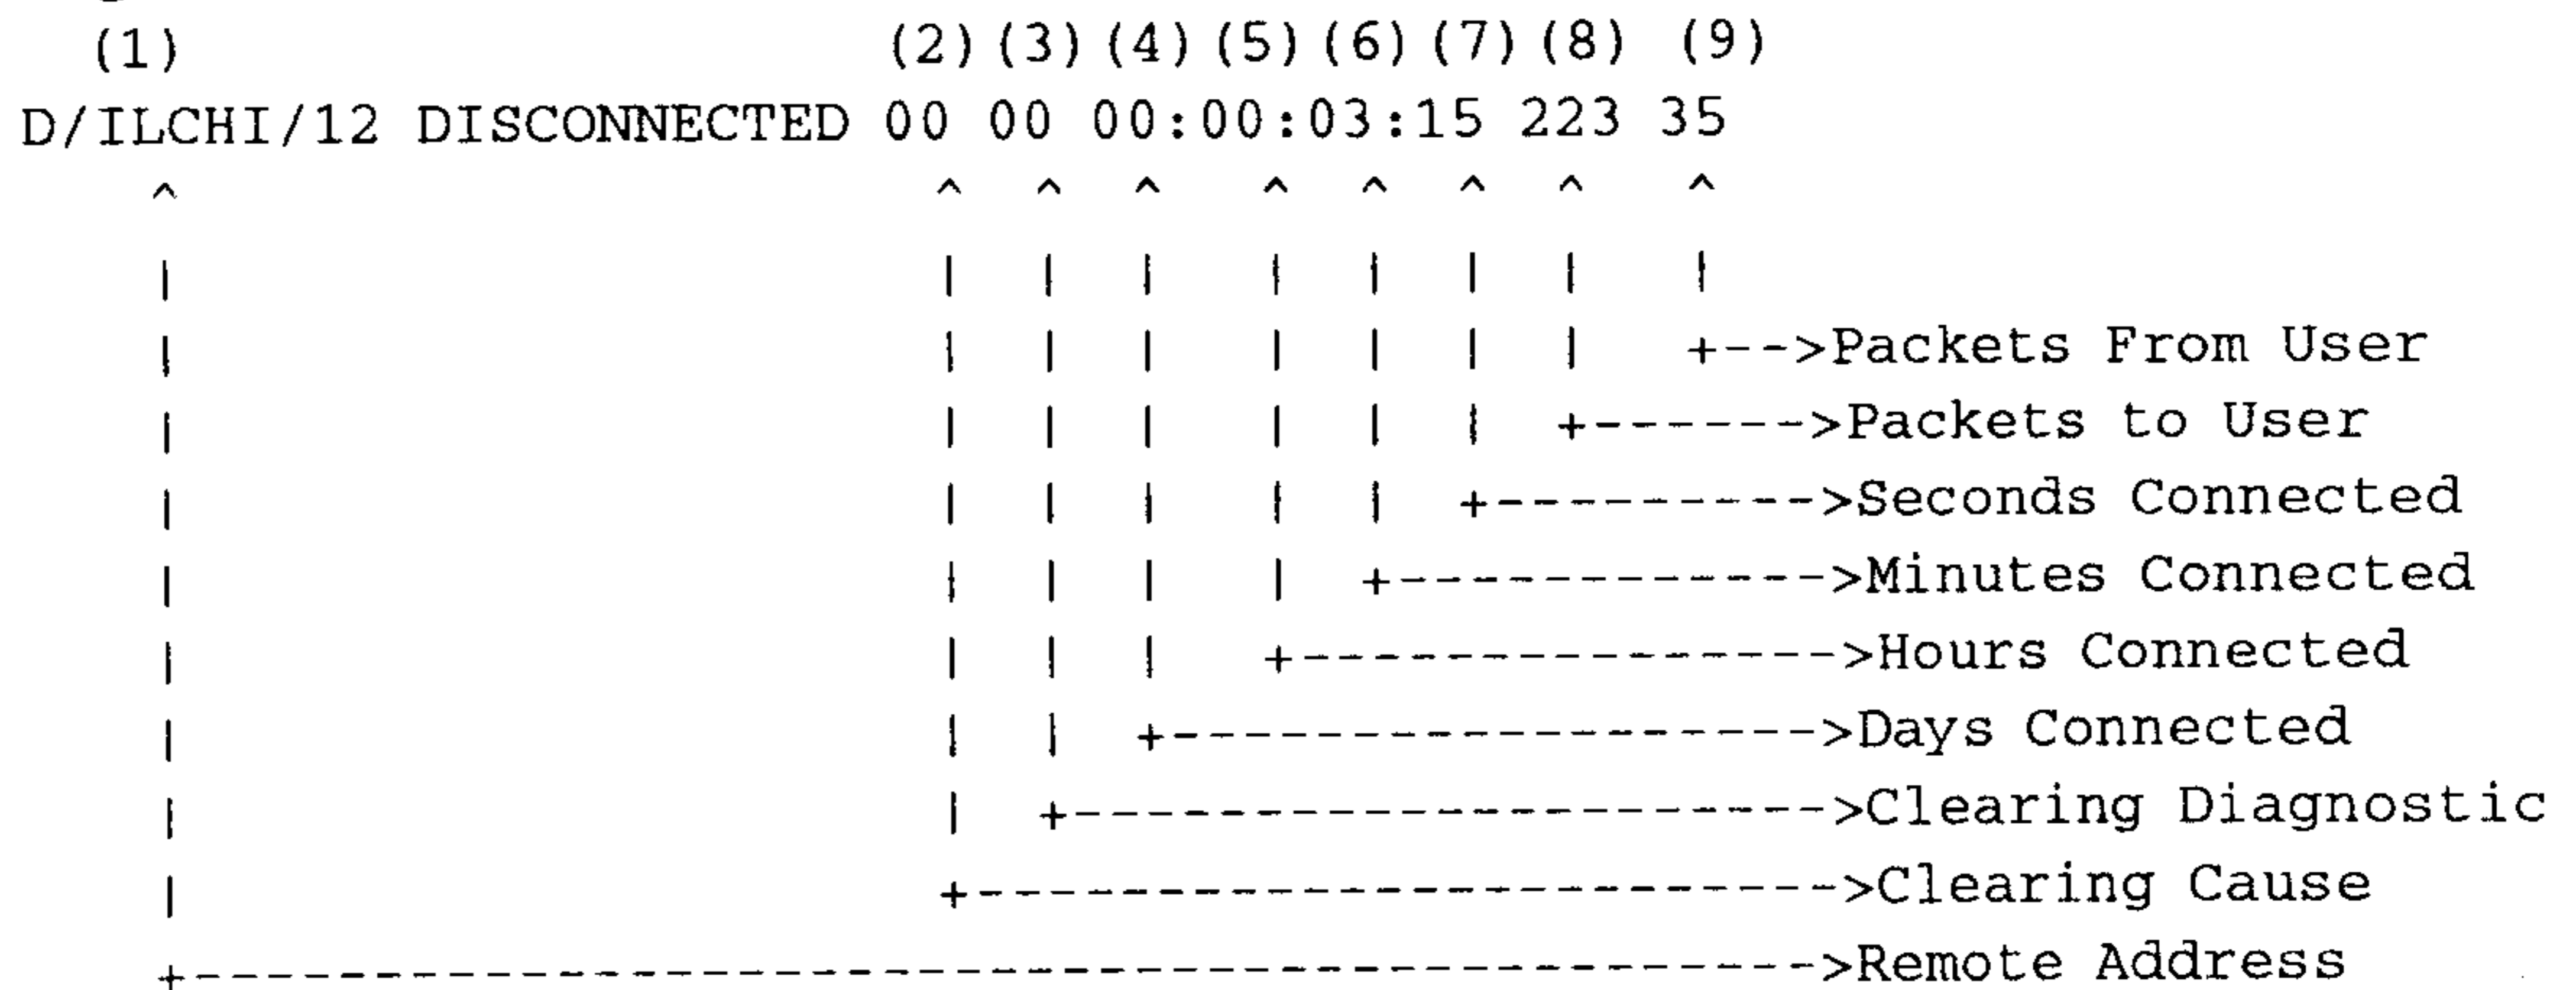 (1) (2) (3) (4) (5) (6) (7) (8) (9)
D/ILCHI/12 DISCONNECTED 00 00 00:00:03:15 223 35
^ ^ ^ ^ ^ ^ ^ ^ ^
| | | | | | | | |
| | | | | | | | +-->Packets From User
| | | | | | | +------>Packets to User
| | | | | | +--------->Seconds Connected
| | | | | +------------>Minutes Connected
| | | | +--------------->Hours Connected
| | | +------------------>Days Connected
| | +--------------------->Clearing Diagnostic
| +------------------------>Clearing Cause
+--------------------------------------------->Remote Address